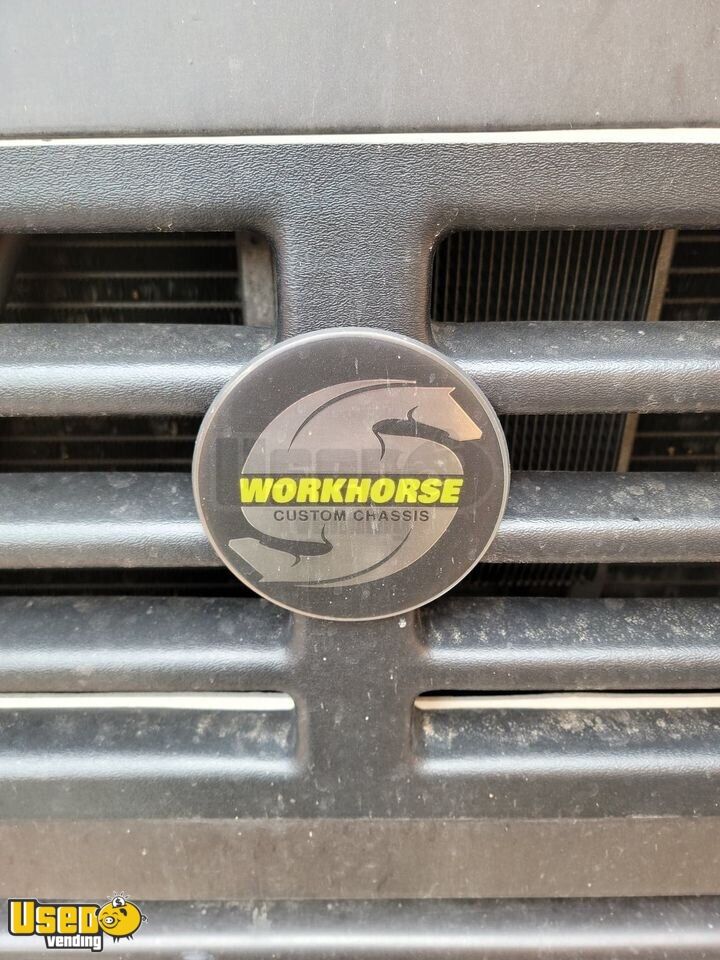 WORKHORSE
CUSTOM CHASSIS
USED
vending